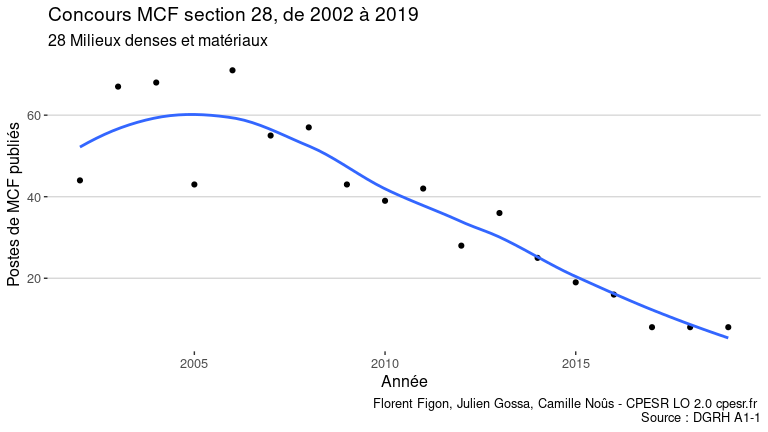 Concours MCF section 28, de 2002 à 2019
28 Milieux denses et matériaux
Postes de MCF publiés
60
40
20
2005
2010
2015
Année
Florent Figon, Julien Gossa, Camille Noûs - CPESR LO 2.0 cpesr.fr
Source : DGRH A1-1